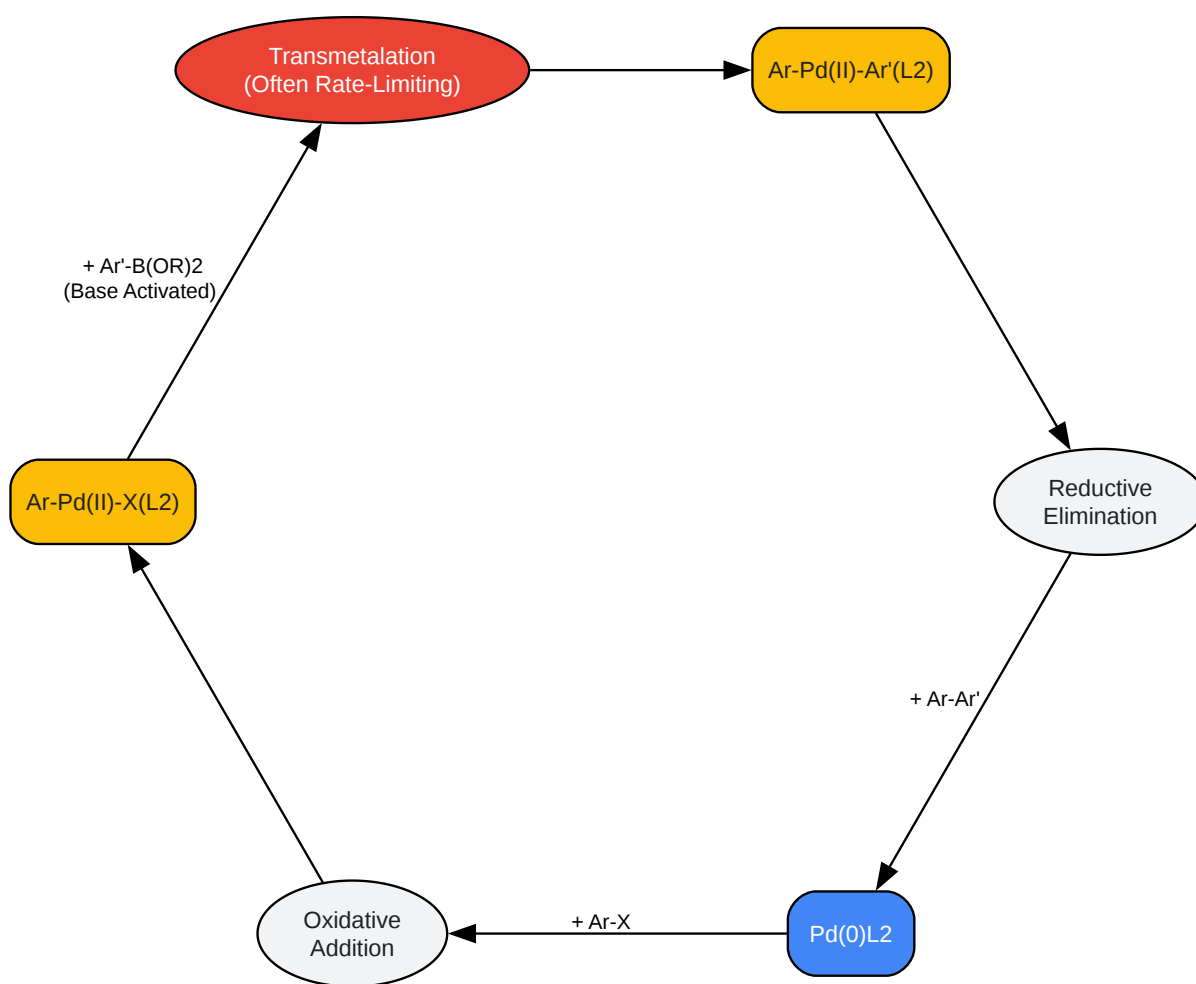 Transmetalation
(Often Rate-Limiting)
Ar-Pd(II)-Ar'(L2)
+ Ar'-B(OR)2
(Base Activated)
Ar-Pd(II)-X(L2)
Reductive
Elimination
+ Ar-Ar'
Oxidative
Addition
+ Ar-X
Pd(0)L2